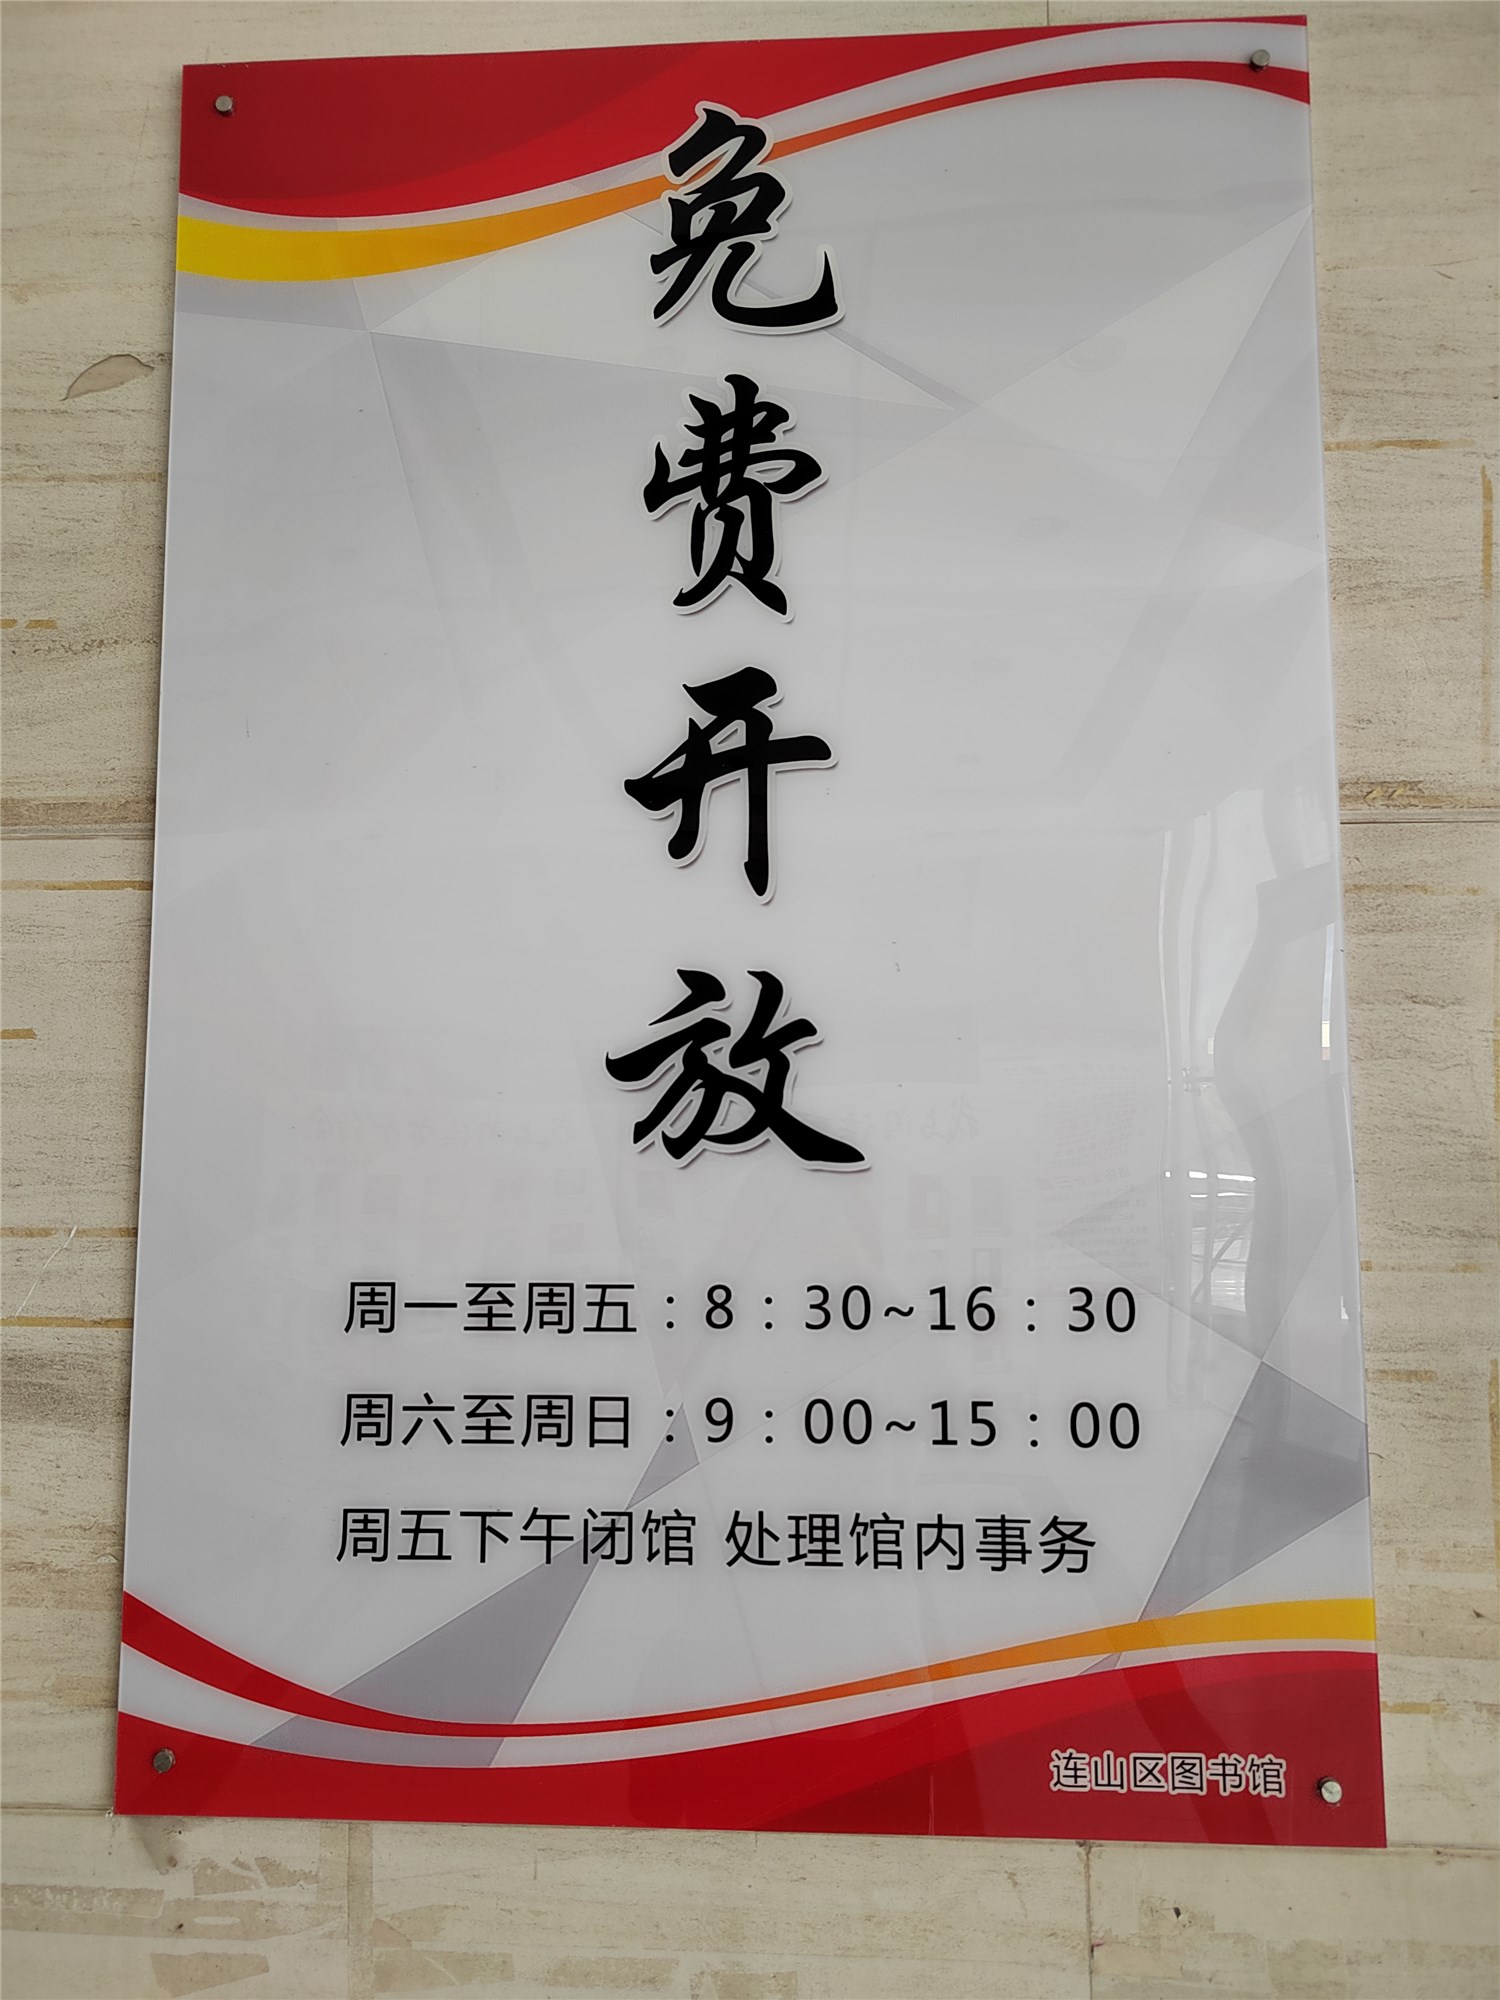 免费开放
周一至周五：8：30~16：30
周六至周日：9：00~15：00
周五下午闭馆 处理馆内事务
连山区图书馆